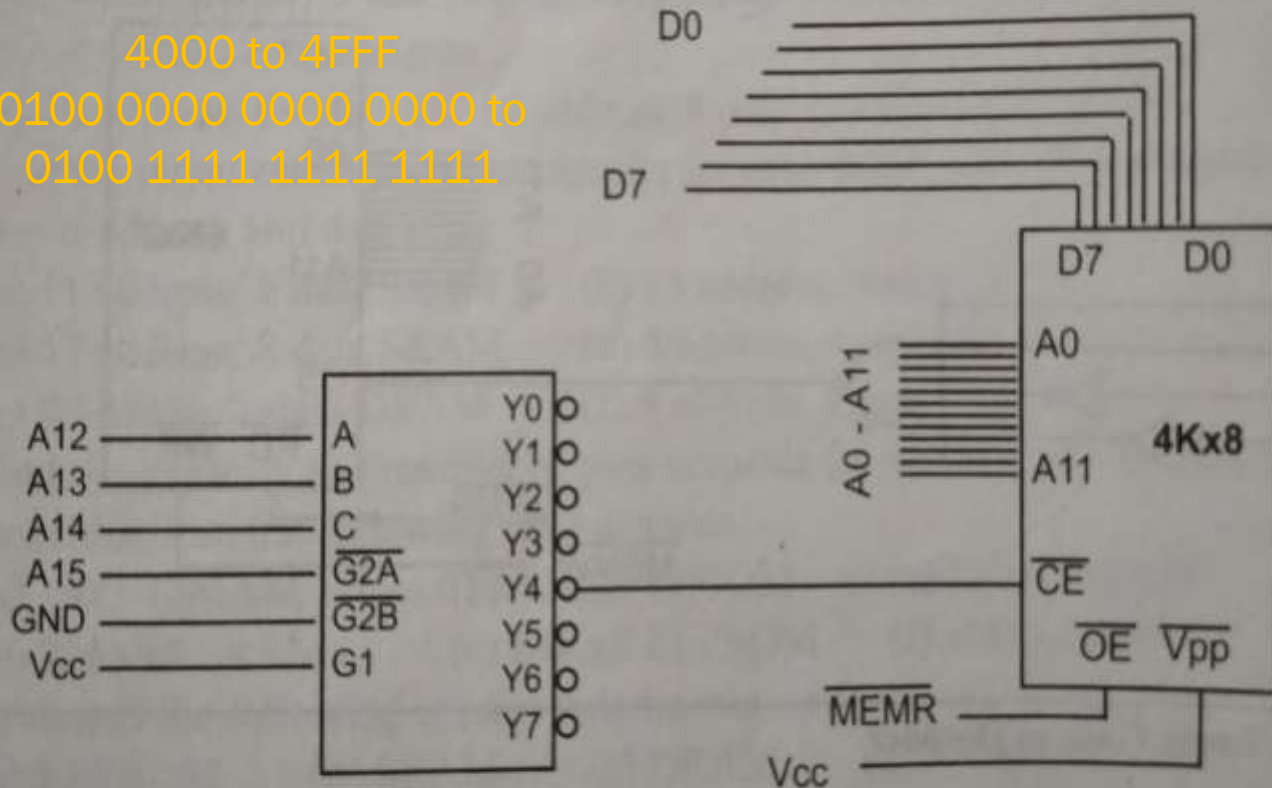 4000 to 4FFF
0100 0000 0000 0000 to
0100 1111 1111 1111
D0
D7
D7 D0
A0
A0 - A11
4Kx8
A11
CE
OE Vpp
MEMR
Vcc
A12 A Y0
A13 B Y1
A14 C Y2
A15 G2A Y3
GND G2B Y4
Vcc G1 Y5
Y6
Y7